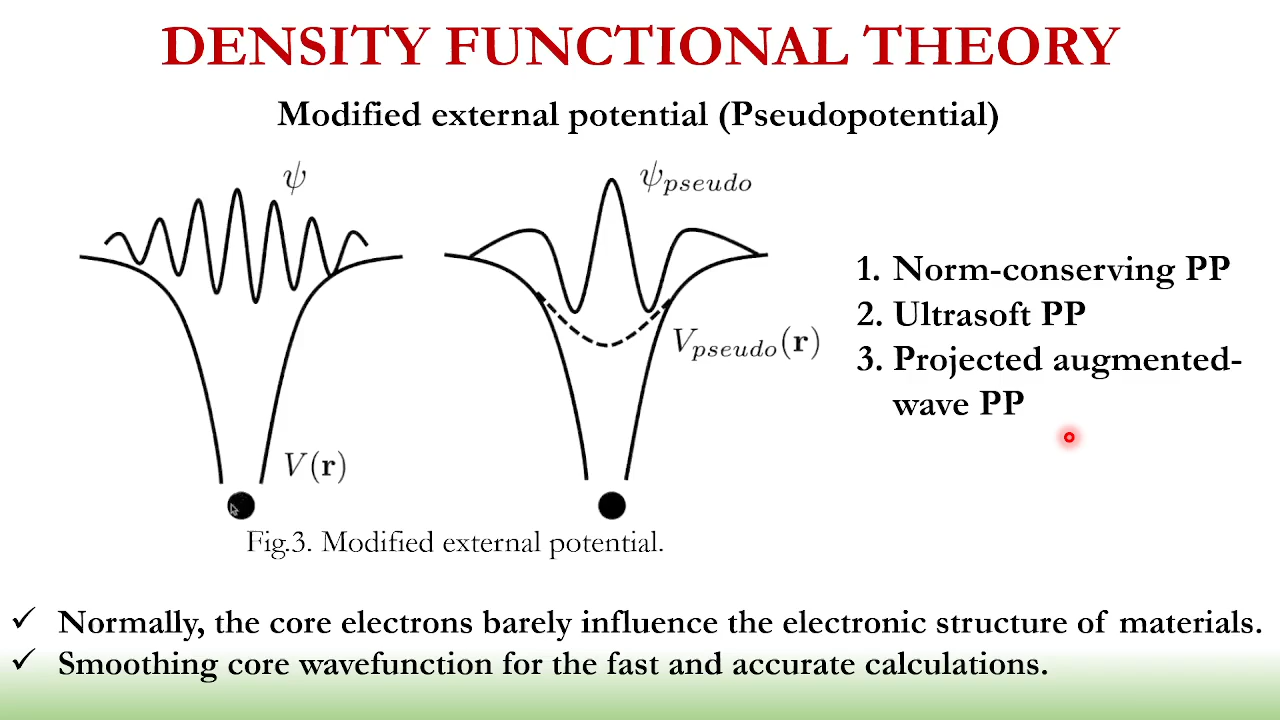 DENSITY FUNCTIONAL THEORY
Modified external potential (Pseudopotential)
ψ
ψpseudo
V(r)
Vpseudo(r)
1. Norm-conserving PP
2. Ultrasoft PP
3. Projected augmented-
wave PP
Fig.3. Modified external potential.
✓ Normally, the core electrons barely influence the electronic structure of materials.
✓ Smoothing core wavefunction for the fast and accurate calculations.